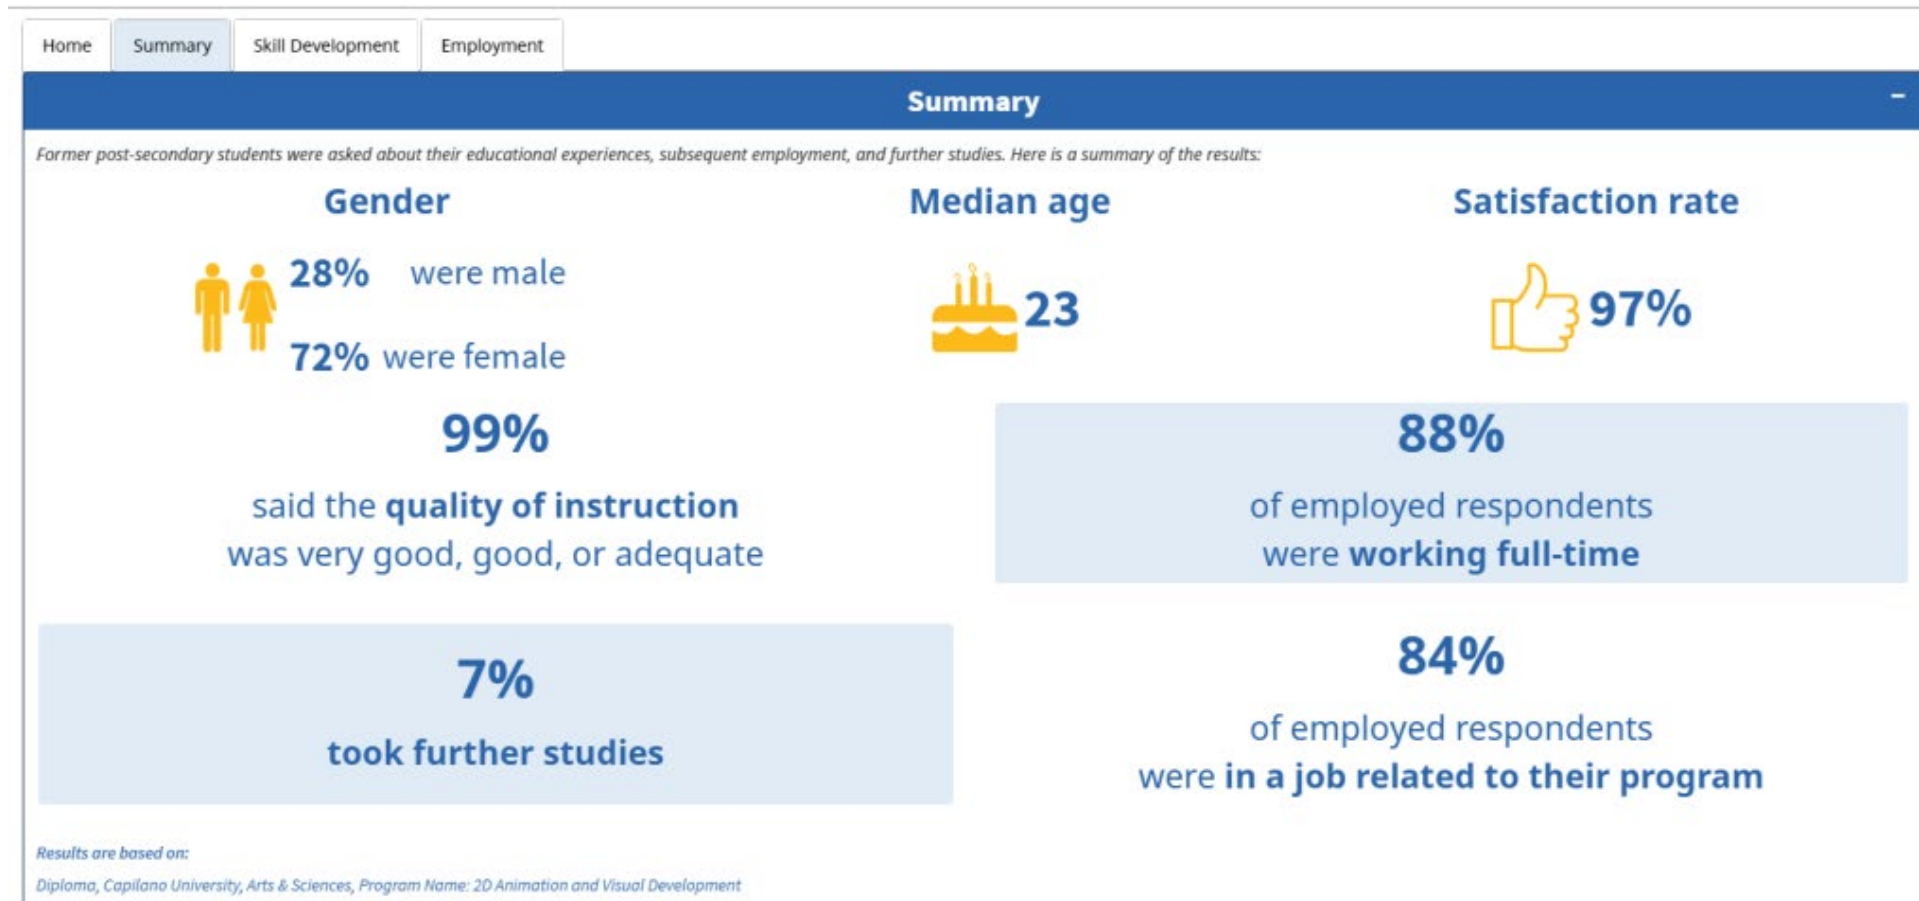 Home Summary Skill Development Employment
Summary –
Former post-secondary students were asked about their educational experiences, subsequent employment, and further studies. Here is a summary of the results:
Gender
28% were male
72% were female
Median age
23
Satisfaction rate
97%
99%
said the quality of instruction
was very good, good, or adequate
88%
of employed respondents
were working full-time
7%
took further studies
84%
of employed respondents
were in a job related to their program
Results are based on:
Diploma, Capilano University, Arts & Sciences, Program Name: 2D Animation and Visual Development